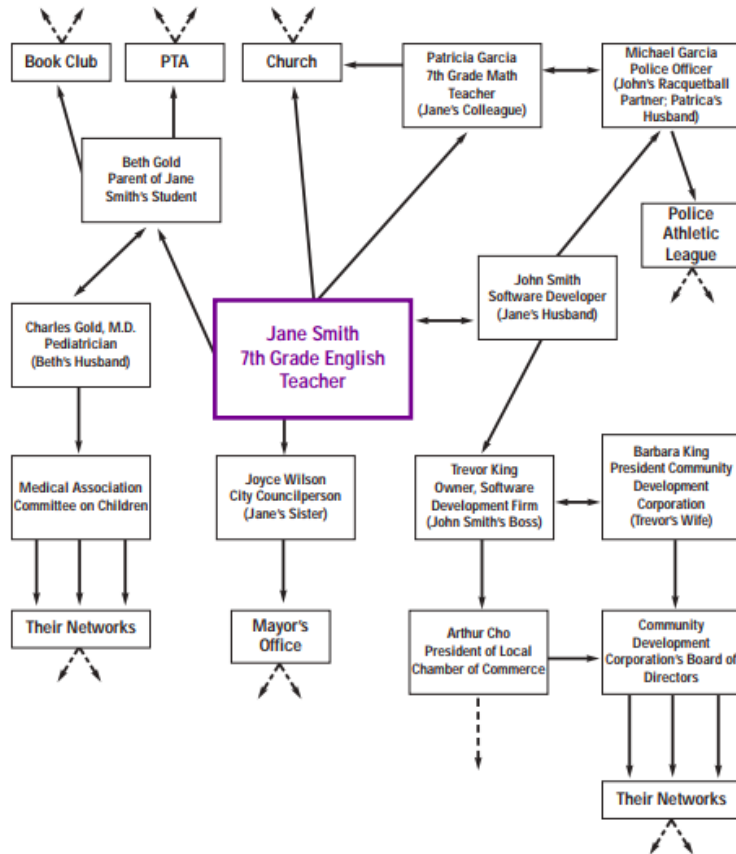 Book Club
PTA
Church
Patricia Garcia
7th Grade Math
Teacher
(Jane's Colleague)
Michael Garcia
Police Officer
(John's Racquetball
Partner; Patrica's
Husband)
Beth Gold
Parent of Jane
Smith's Student
Police
Athletic
League
John Smith
Software Developer
(Jane's Husband)
Charles Gold, M.D.
Pediatrician
(Beth's Husband)
Jane Smith
7th Grade English
Teacher
Medical Association
Committee on Children
Joyce Wilson
City Councilperson
(Jane's Sister)
Trevor King
Owner, Software
Development Firm
(John Smith's Boss)
Barbara King
President Community
Development
Corporation
(Trevor's Wife)
Their Networks
Mayor's
Office
Arthur Cho
President of Local
Chamber of Commerce
Community
Development
Corporation's Board of
Directors
Their Networks